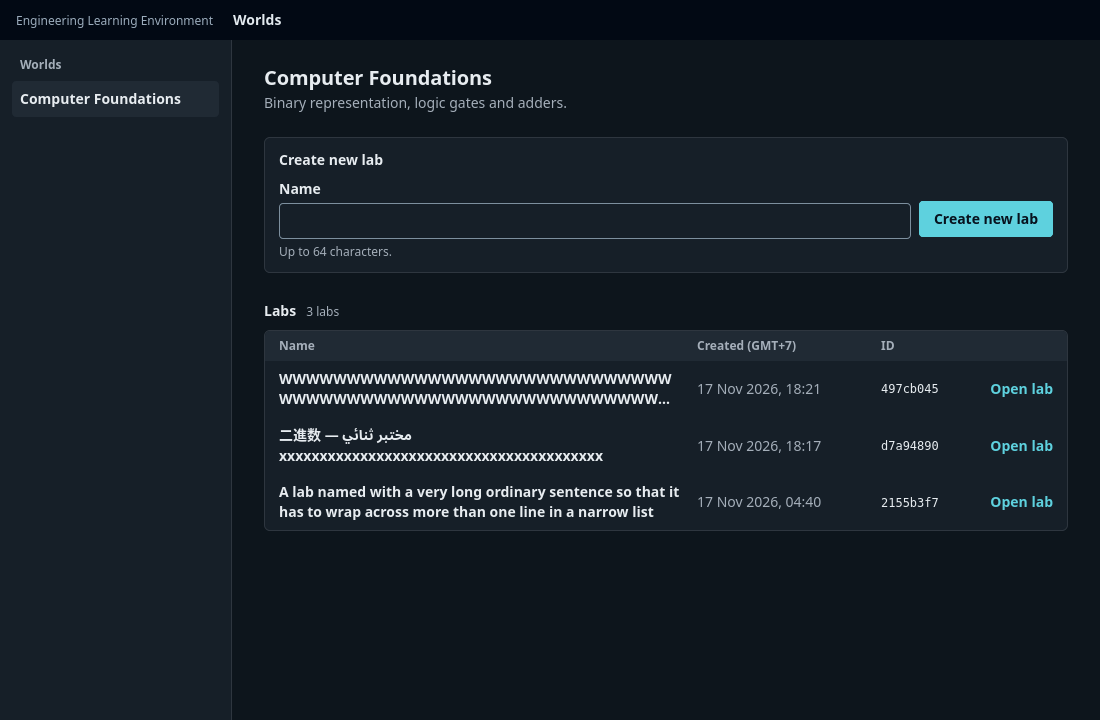 Engineering Learning Environment Worlds
Worlds
Computer Foundations
Computer Foundations
Binary representation, logic gates and adders.
Create new lab
Name
Create new lab
Up to 64 characters.
Labs 3 labs
Name Created (GMT+7) ID
WWWWWWWWWWWWWWWWWWWWWWWWWWWWW
WWWWWWWWWWWWWWWWWWWWWWWWWWWW...
17 Nov 2026, 18:21 497cb045 Open lab
二進数 — مختبر ثنائي
xxxxxxxxxxxxxxxxxxxxxxxxxxxxxxxxxxxxxxxx
17 Nov 2026, 18:17 d7a94890 Open lab
A lab named with a very long ordinary sentence so that it
has to wrap across more than one line in a narrow list
17 Nov 2026, 04:40 2155b3f7 Open lab